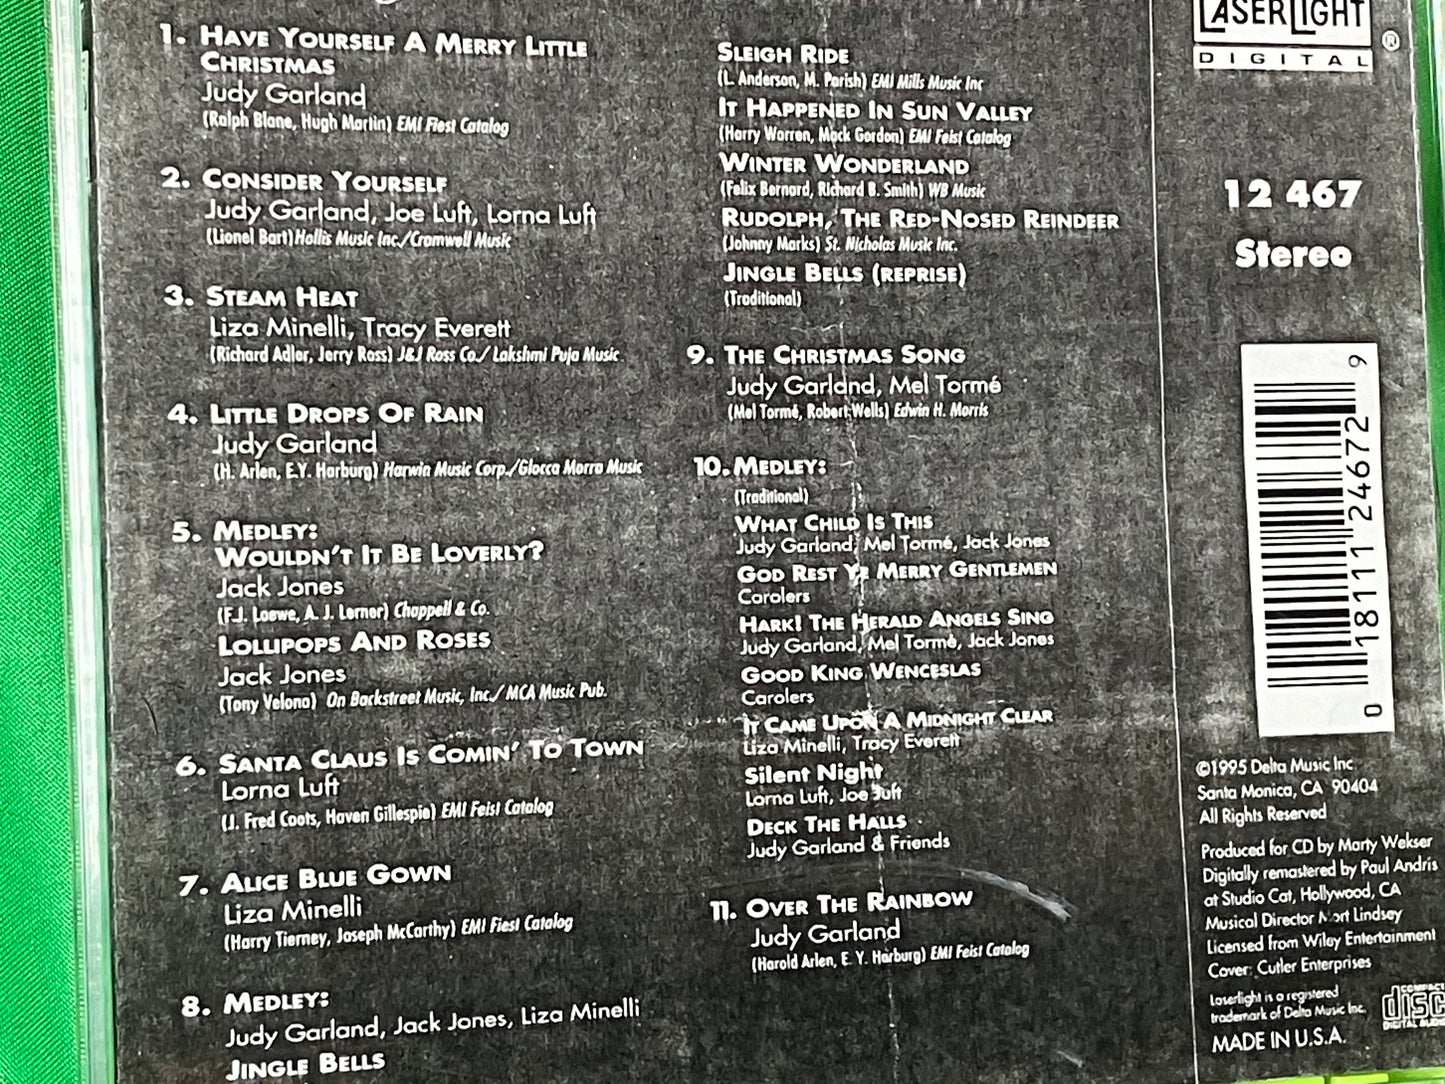 1. HAVE YOURSELF A MERRY LITTLE
CHRISTMAS
Judy Garland
(Ralph Blane, Hugh Martin) EMI Fiest Catalog
2. CONSIDER YOURSELF
Judy Garland, Joe Luft, Lorna Luft
(Lionel Bart) Hollis Music Inc./Cromwell Music
3. STEAM HEAT
Liza Minelli, Tracy Everett
(Richard Adler, Jerry Ross) J&J Ross Co./ Lakshmi Puja Music
4. LITTLE DROPS OF RAIN
Judy Garland
(H. Arlen, E.Y. Harburg) Harwin Music Corp./Glocca Morra Music
5. MEDLEY:
WOULDN'T IT BE LOVERLY?
Jack Jones
(F.J. Loewe, A. J. Lerner) Chappell & Co.
LOLLIPOPS AND ROSES
Jack Jones
(Tony Velona) On Backstreet Music, Inc./ MCA Music Pub.
6. SANTA CLAUS IS COMIN' TO TOWN
Lorna Luft
(J. Fred Coots, Haven Gillespie) EMI Feist Catalog
7. ALICE BLUE GOWN
Liza Minelli
(Harry Tierney, Joseph McCarthy) EMI Fiest Catalog
8. MEDLEY:
Judy Garland, Jack Jones, Liza Minelli
JINGLE BELLS
SLEIGH RIDE
(L. Anderson, M. Parish) EMI Mills Music Inc
IT HAPPENED IN SUN VALLEY
(Harry Warren, Mack Gordon) EMI Feist Catalog
WINTER WONDERLAND
(Felix Bernard, Richard B. Smith) WB Music
RUDOLPH, THE RED-NOSED REINDEER
(Johnny Marks) St. Nicholas Music Inc.
JINGLE BELLS (REPRISE)
(Traditional)
9. THE CHRISTMAS SONG
Judy Garland, Mel Tormé
(Mel Tormé, Robert Wells) Edwin H. Morris
10. MEDLEY:
(Traditional)
WHAT CHILD IS THIS
Judy Garland, Mel Tormé, Jack Jones
GOD REST YE MERRY GENTLEMEN
Carolers
HARK! THE HERALD ANGELS SING
Judy Garland, Mel Tormé, Jack Jones
GOOD KING WENCESLAS
Carolers
IT CAME UPON A MIDNIGHT CLEAR
Liza Minelli, Tracy Everett
Silent Night
Lorna Luft, Joe Luft
DECK THE HALLS
Judy Garland & Friends
11. OVER THE RAINBOW
Judy Garland
(Harold Arlen, E. Y. Harburg) EMI Feist Catalog
LASERLIGHT
®
DIGITAL
12 467
Stereo
0 18111 24672 9
©1995 Delta Music Inc
Santa Monica, CA 90404
All Rights Reserved
Produced for CD by Marty Wekser
Digitally remastered by Paul Andris
at Studio Cat, Hollywood, CA
Musical Director Mort Lindsey
Licensed from Wilay Entertainment
Cover: Cutler Enterprises
Laserlight is a registered
trademark of Delta Music Inc.
MADE IN U.S.A.
COMPACT
disc
DIGITAL AUDIO